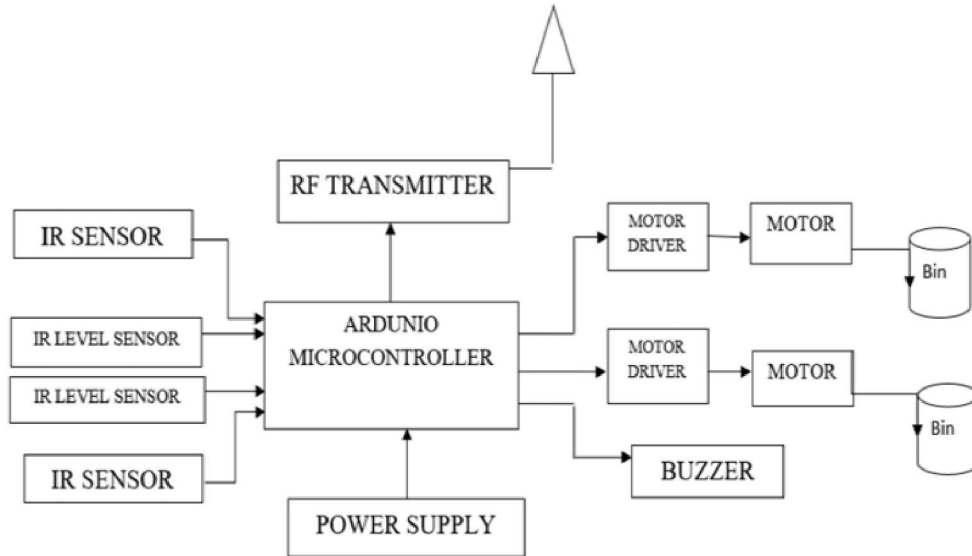 RF TRANSMITTER
IR SENSOR
MOTOR
DRIVER
MOTOR
Bin
IR LEVEL SENSOR
ARDUNIO
MICROCONTROLLER
MOTOR
DRIVER
MOTOR
IR LEVEL SENSOR
Bin
IR SENSOR
BUZZER
POWER SUPPLY